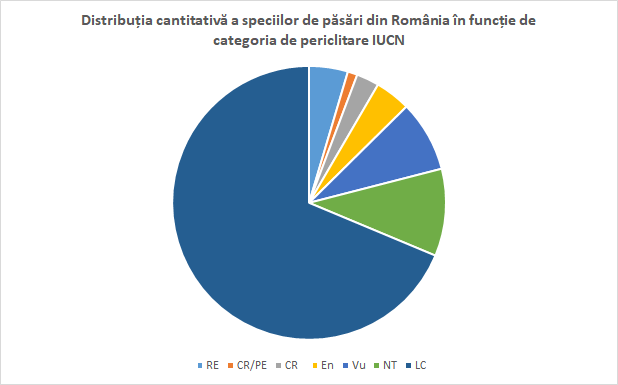 Distribuția cantitativă a speciilor de păsări din România în funcție de
categoria de periclitare IUCN
RE CR/PE CR En Vu NT LC